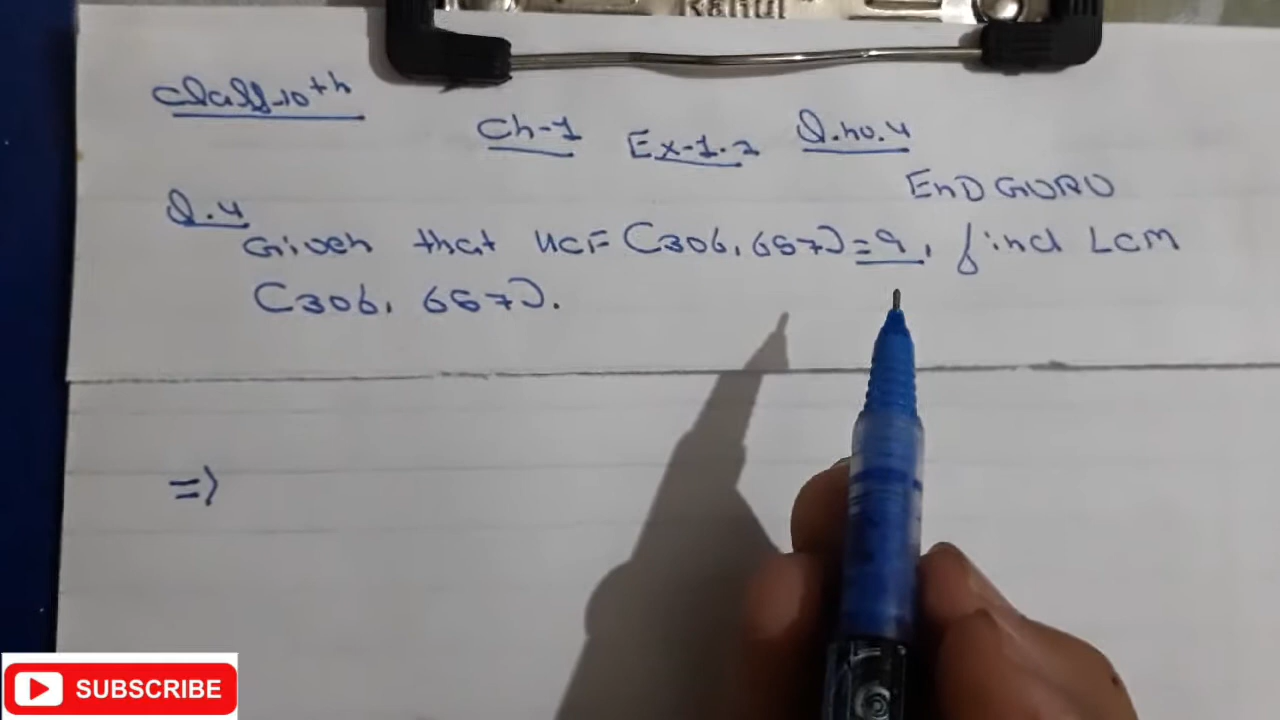 Kalilul
Class-10th
Ch-1 Ex-1.2 Q.no.4
EnD GURU
Q.4
Given that HCF (306, 657) = 9, find LCM
(306, 657).
=>
SUBSCRIBE